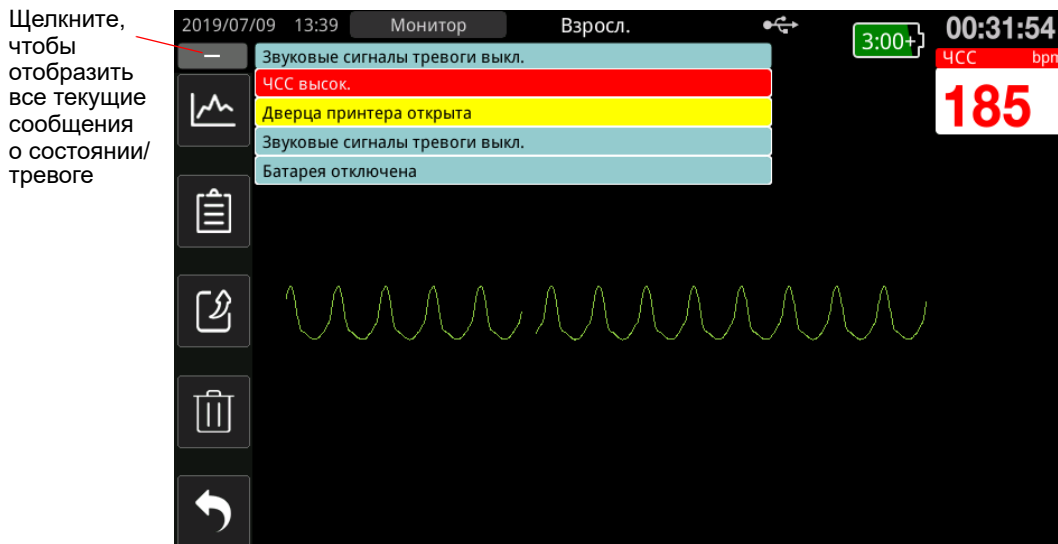 Щелкните,
чтобы
отобразить
все текущие
сообщения
о состоянии/
тревоге
2019/07/09 13:39 Монитор Взросл. 3:00+ 00:31:54
Звуковые сигналы тревоги выкл.
ЧСС bpm
ЧСС высок.
185
Дверца принтера открыта
Звуковые сигналы тревоги выкл.
Батарея отключена